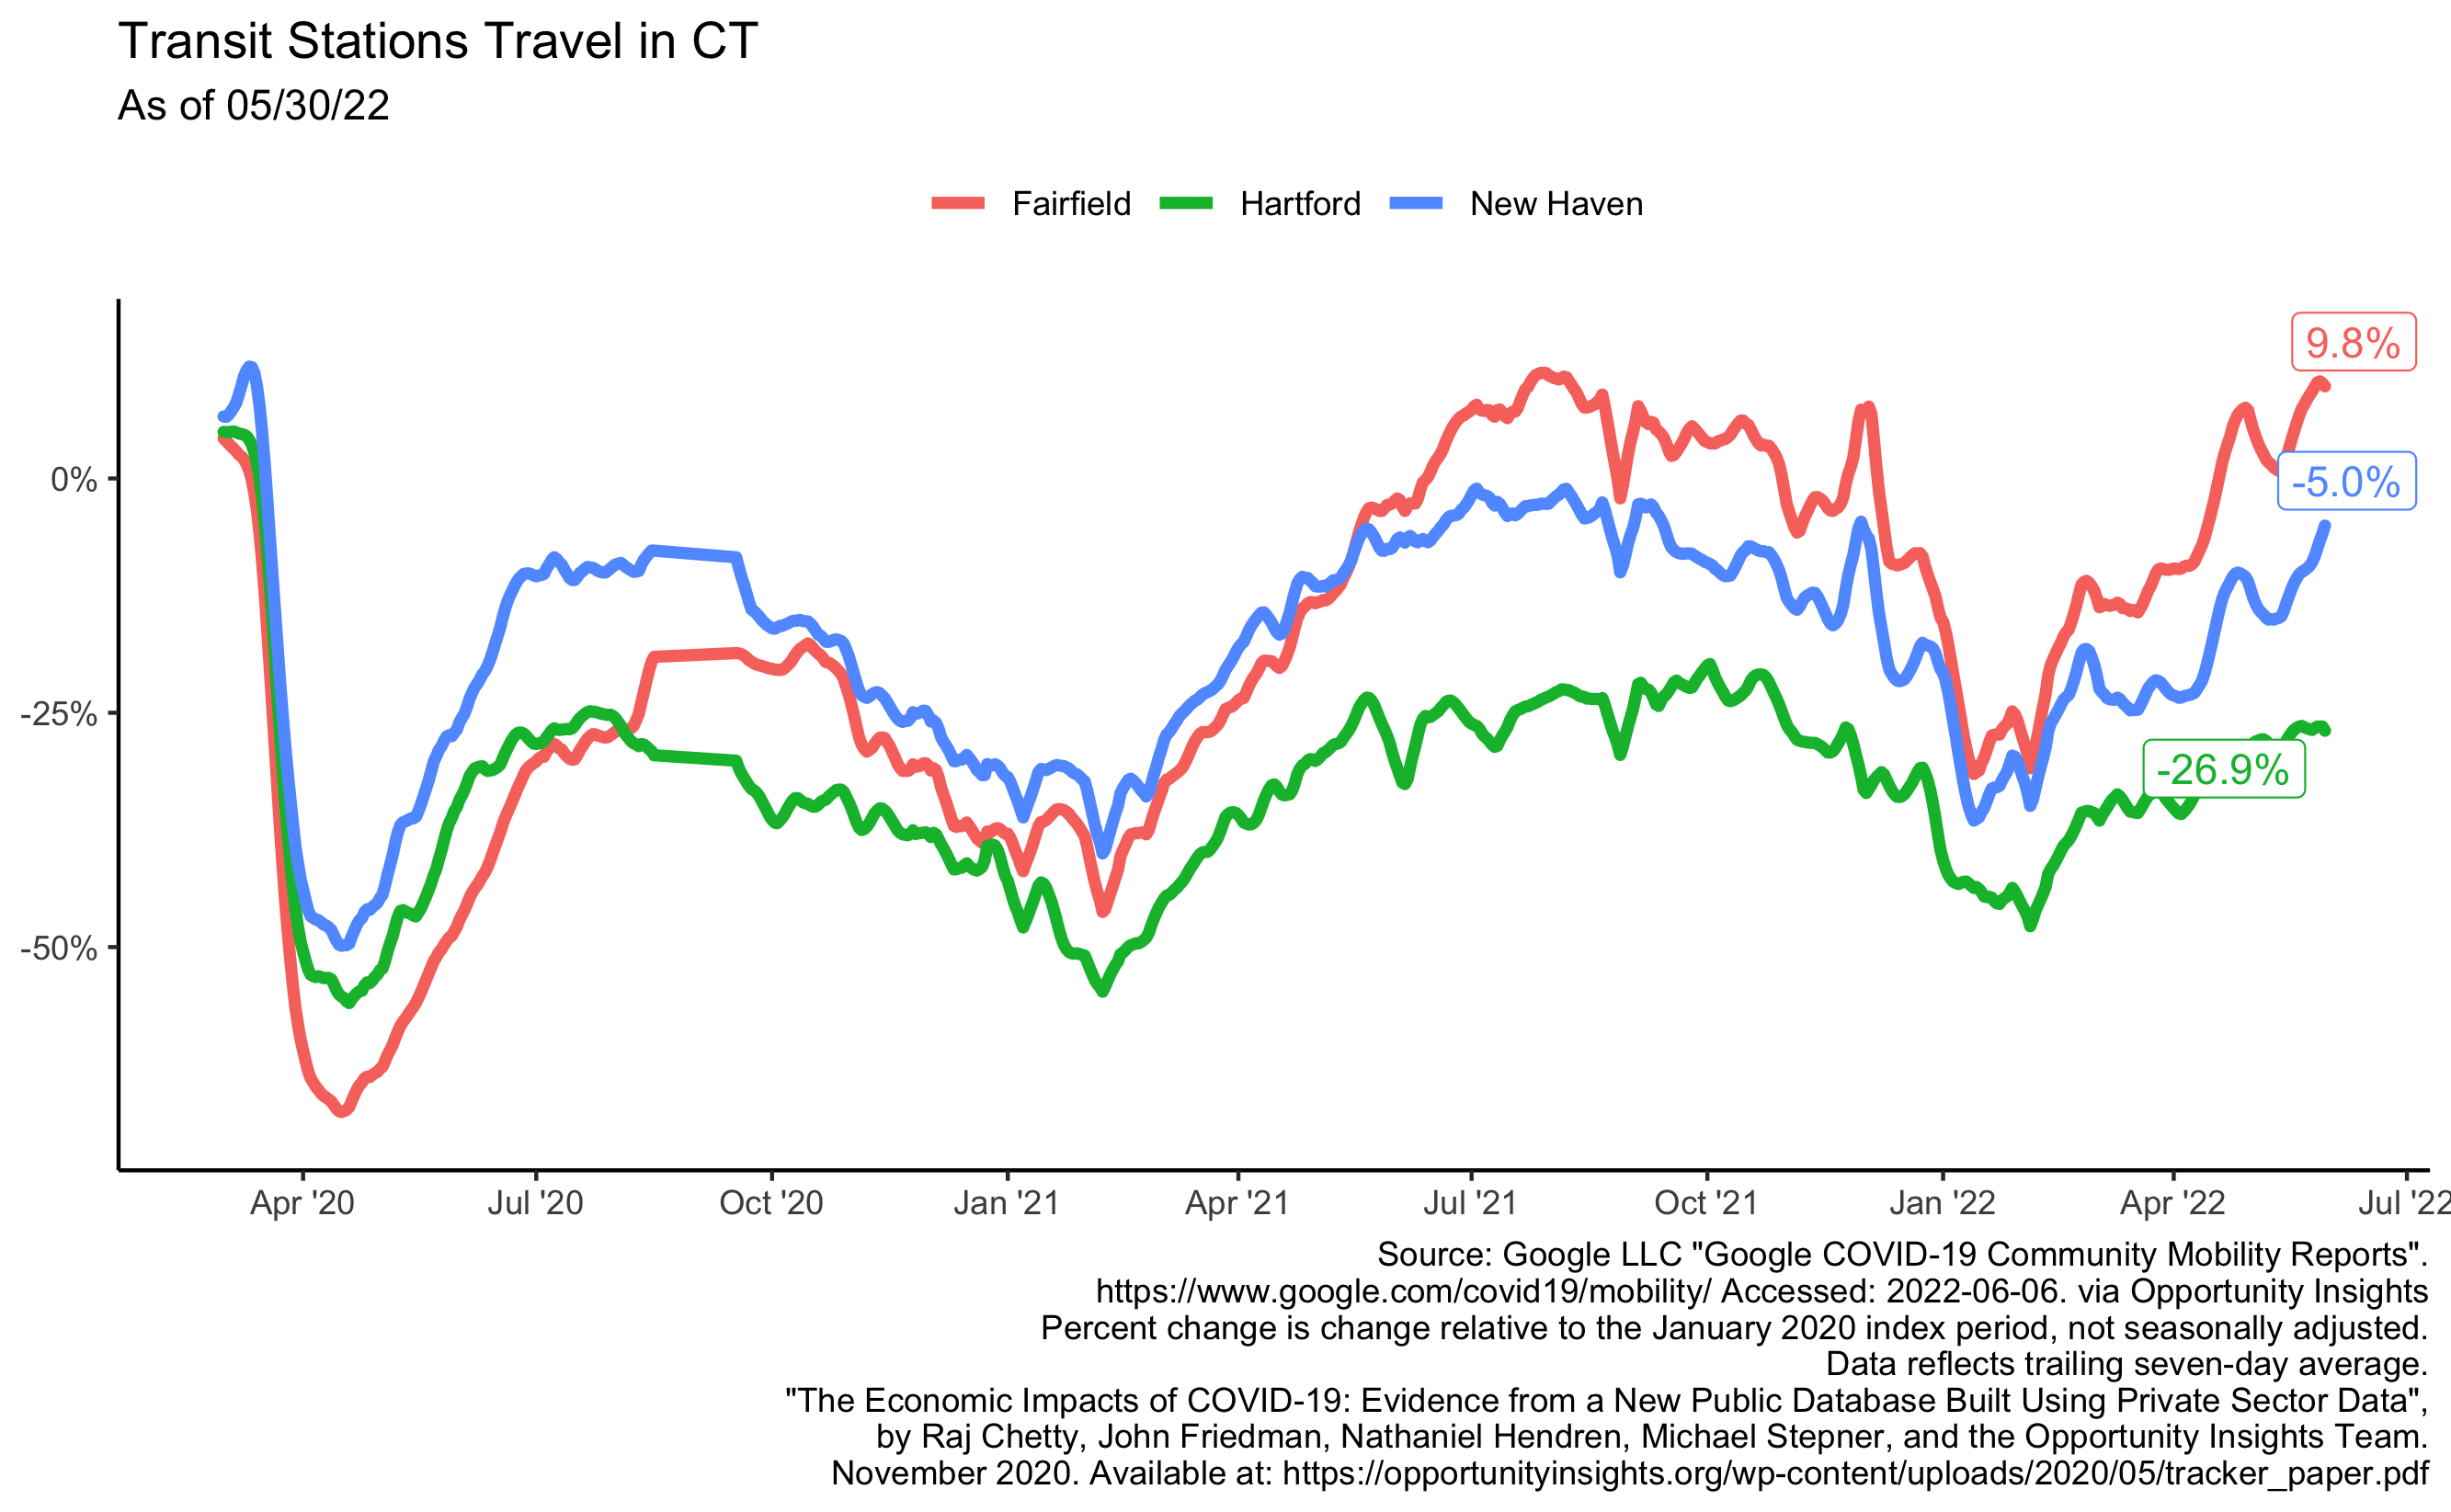 Transit Stations Travel in CT
As of 05/30/22
Fairfield Hartford New Haven
9.8%
0%
-5.0%
-25%
-26.9%
-50%
Apr '20 Jul '20 Oct '20 Jan '21 Apr '21 Jul '21 Oct '21 Jan '22 Apr '22 Jul '22
Source: Google LLC "Google COVID-19 Community Mobility Reports".
https://www.google.com/covid19/mobility/ Accessed: 2022-06-06. via Opportunity Insights
Percent change is change relative to the January 2020 index period, not seasonally adjusted.
Data reflects trailing seven-day average.
"The Economic Impacts of COVID-19: Evidence from a New Public Database Built Using Private Sector Data",
by Raj Chetty, John Friedman, Nathaniel Hendren, Michael Stepner, and the Opportunity Insights Team.
November 2020. Available at: https://opportunityinsights.org/wp-content/uploads/2020/05/tracker_paper.pdf